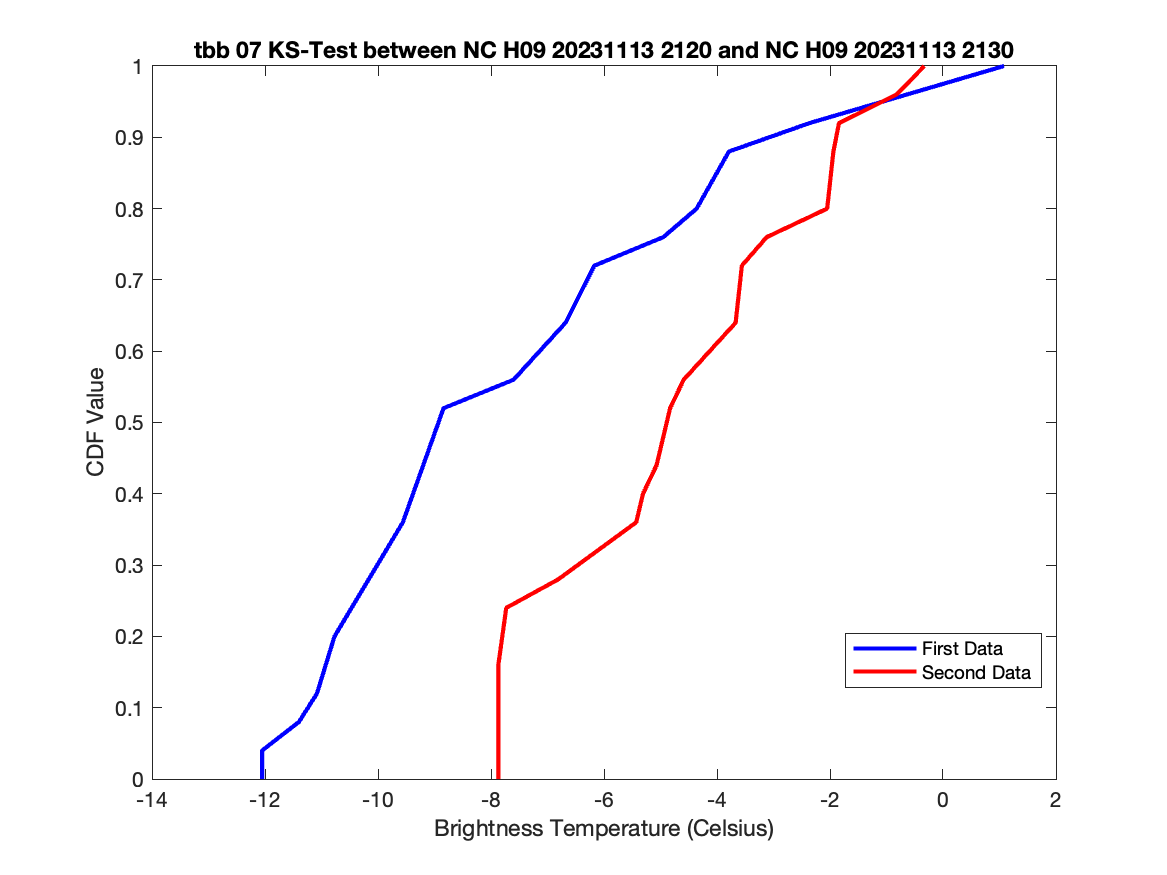 tbb 07 KS-Test between NC H09 20231113 2120 and NC H09 20231113 2130
1
0.9
0.8
0.7
0.6
0.5
0.4
0.3
0.2
0.1
0
CDF Value
First Data
Second Data
-14 -12 -10 -8 -6 -4 -2 0 2
Brightness Temperature (Celsius)